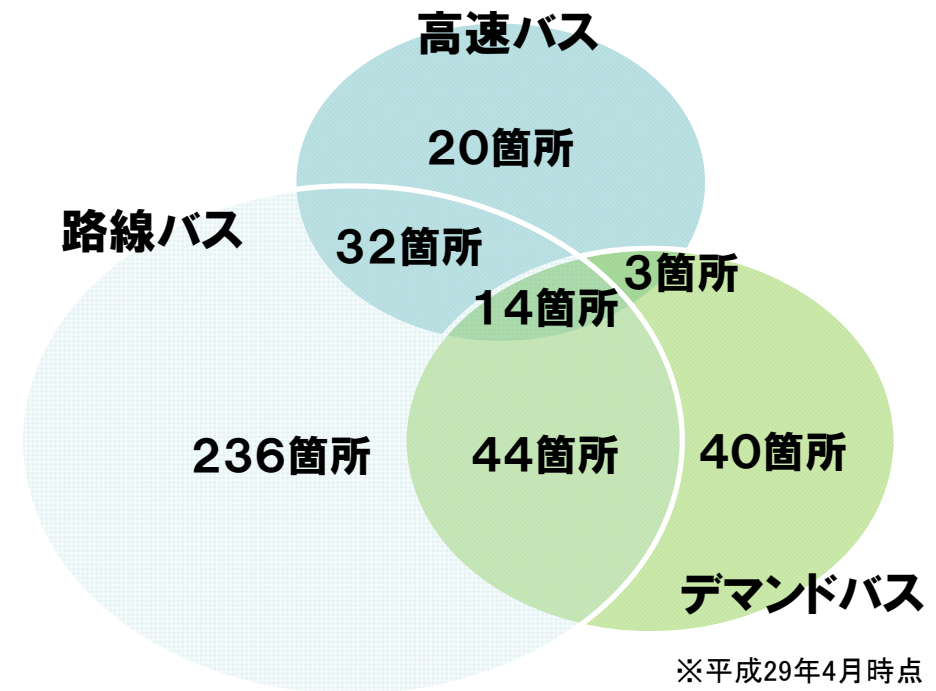 高速バス
20箇所
路線バス
32箇所
3箇所
14箇所
236箇所
44箇所
40箇所
デマンドバス
※平成29年4月時点